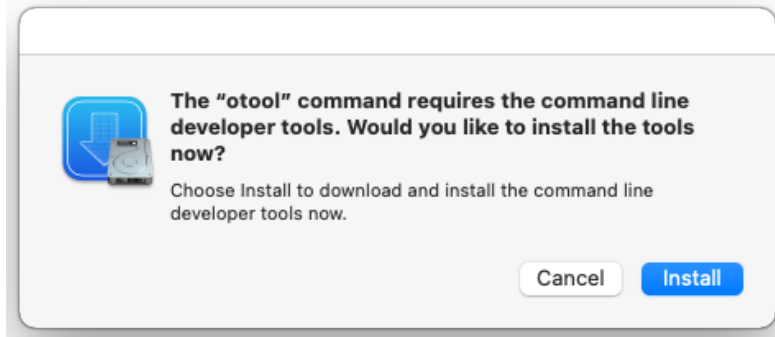 The “otool” command requires the command line
developer tools. Would you like to install the tools
now?
Choose Install to download and install the command line
developer tools now.
Cancel Install